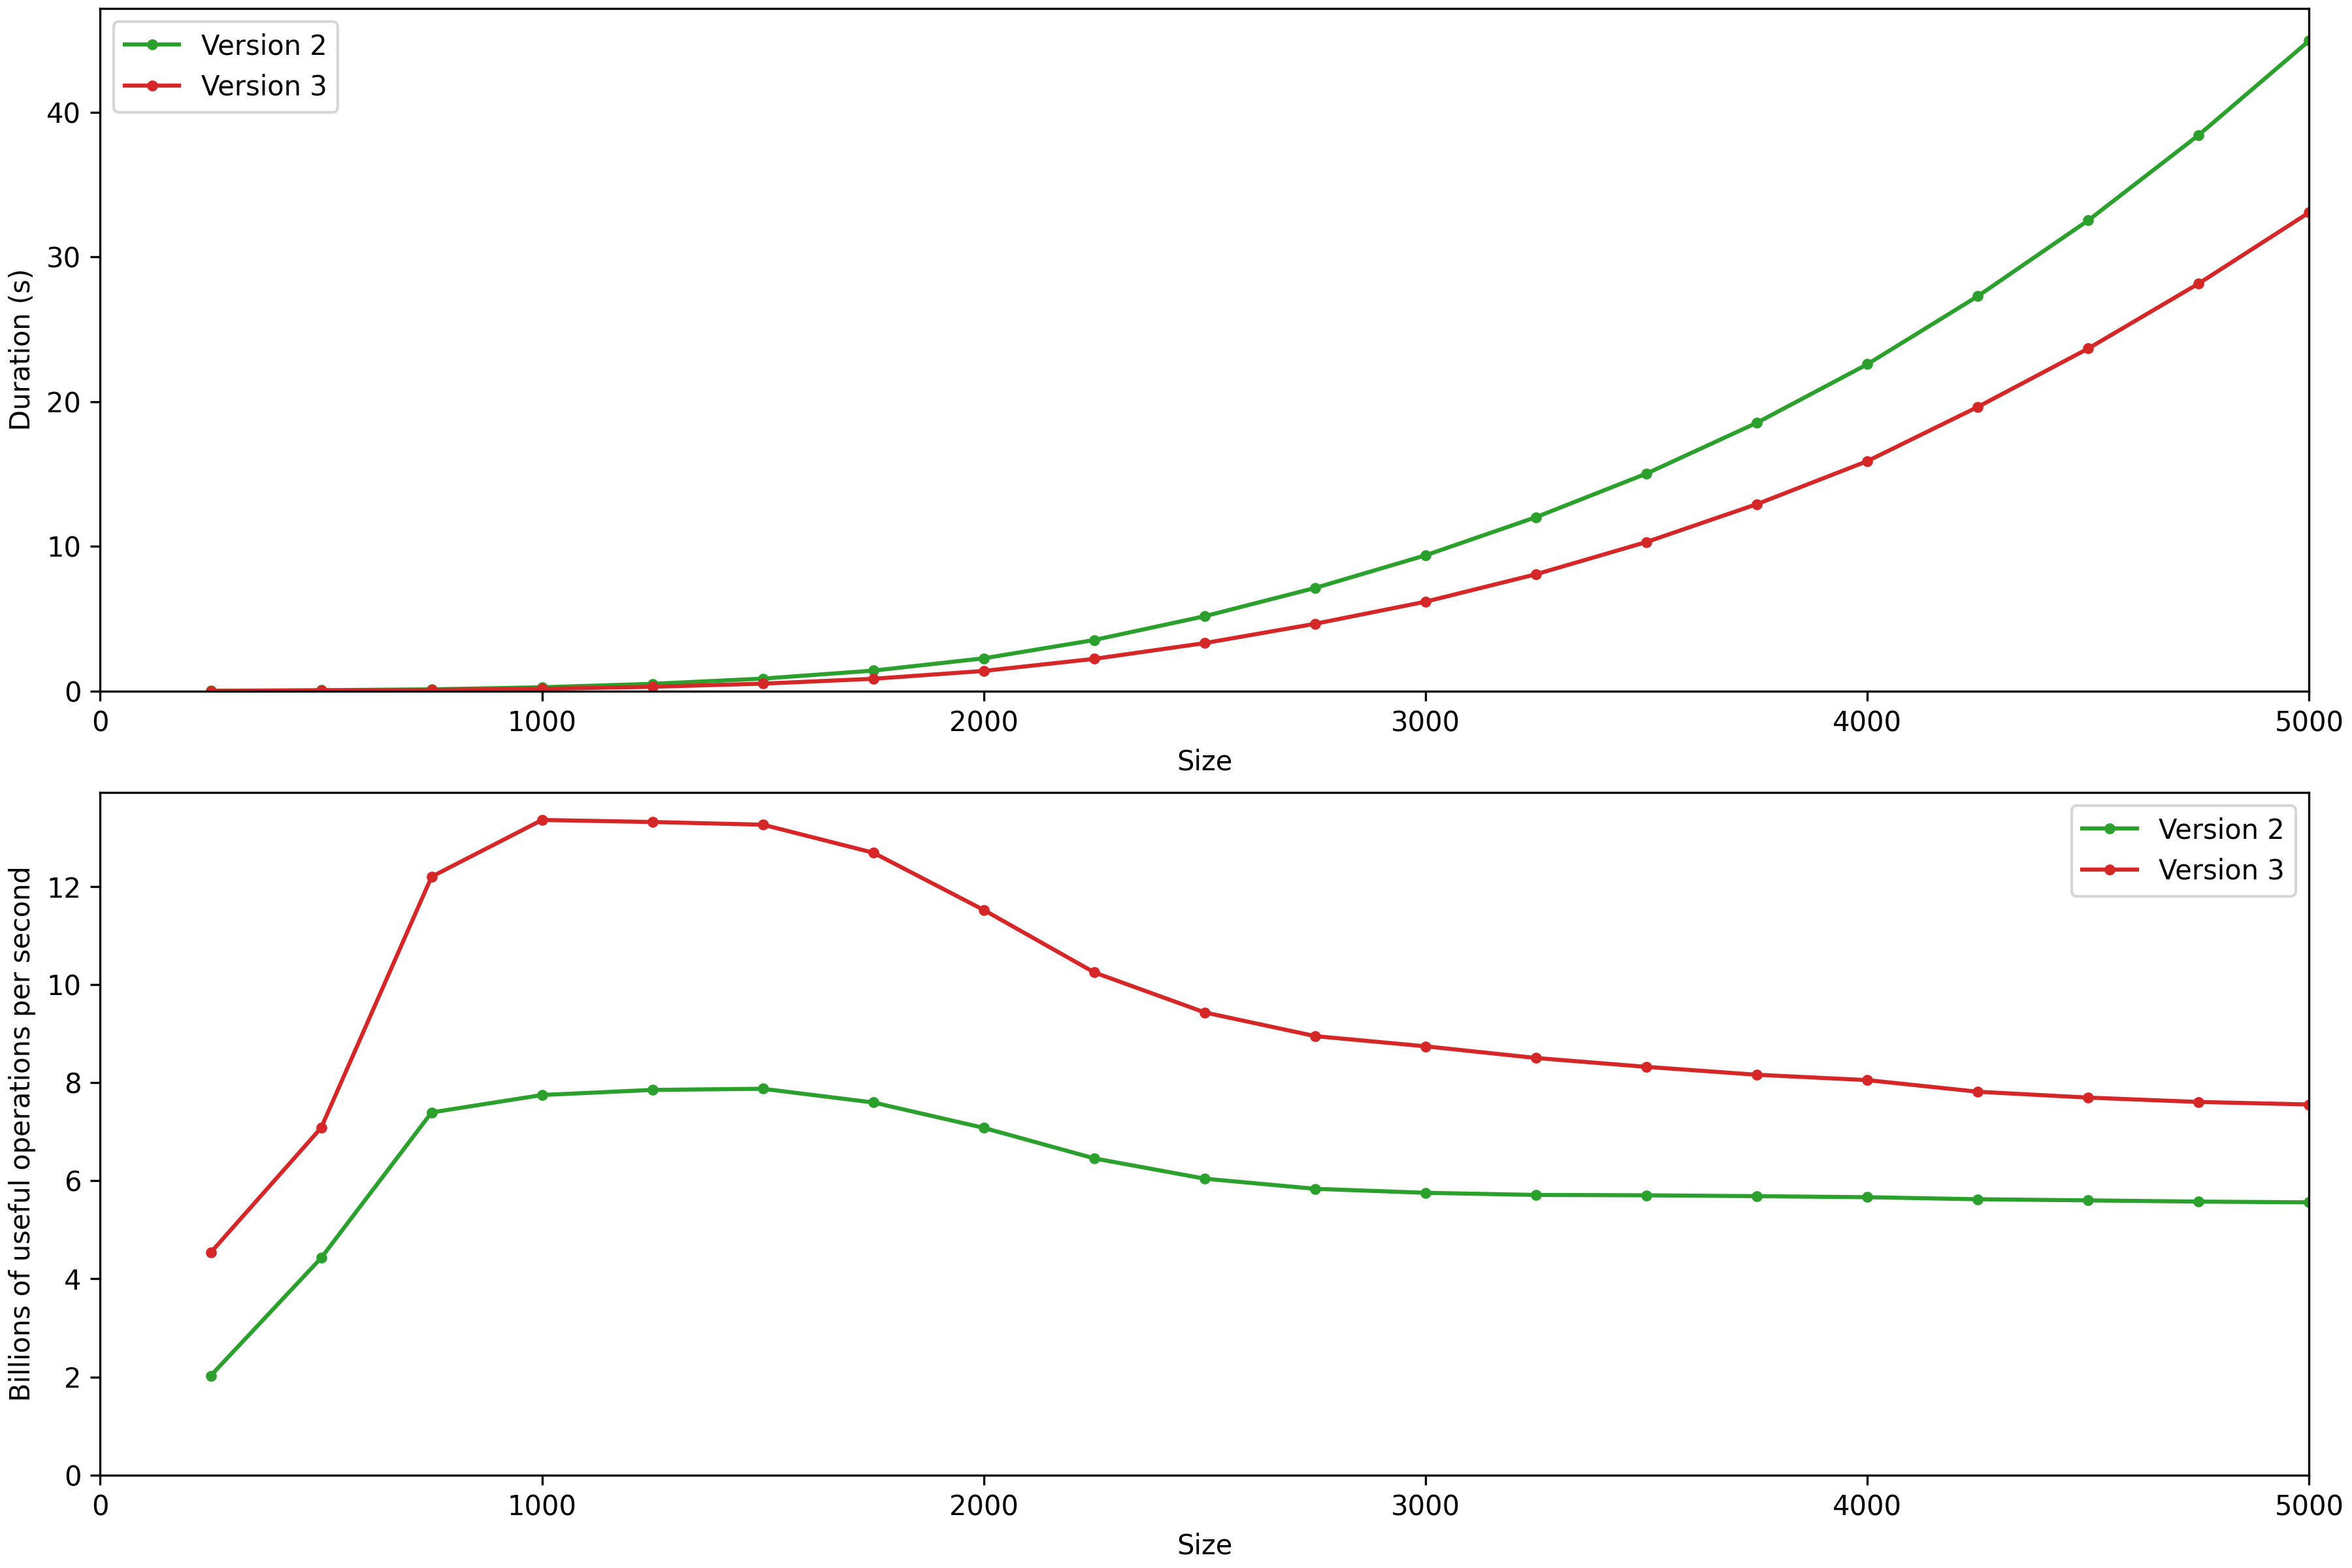 Version 2
Version 3
40
30
20
10
0
Duration (s)
0 1000 2000 3000 4000 5000
Size
Version 2
Version 3
12
10
8
6
4
2
0
Billions of useful operations per second
0 1000 2000 3000 4000 5000
Size